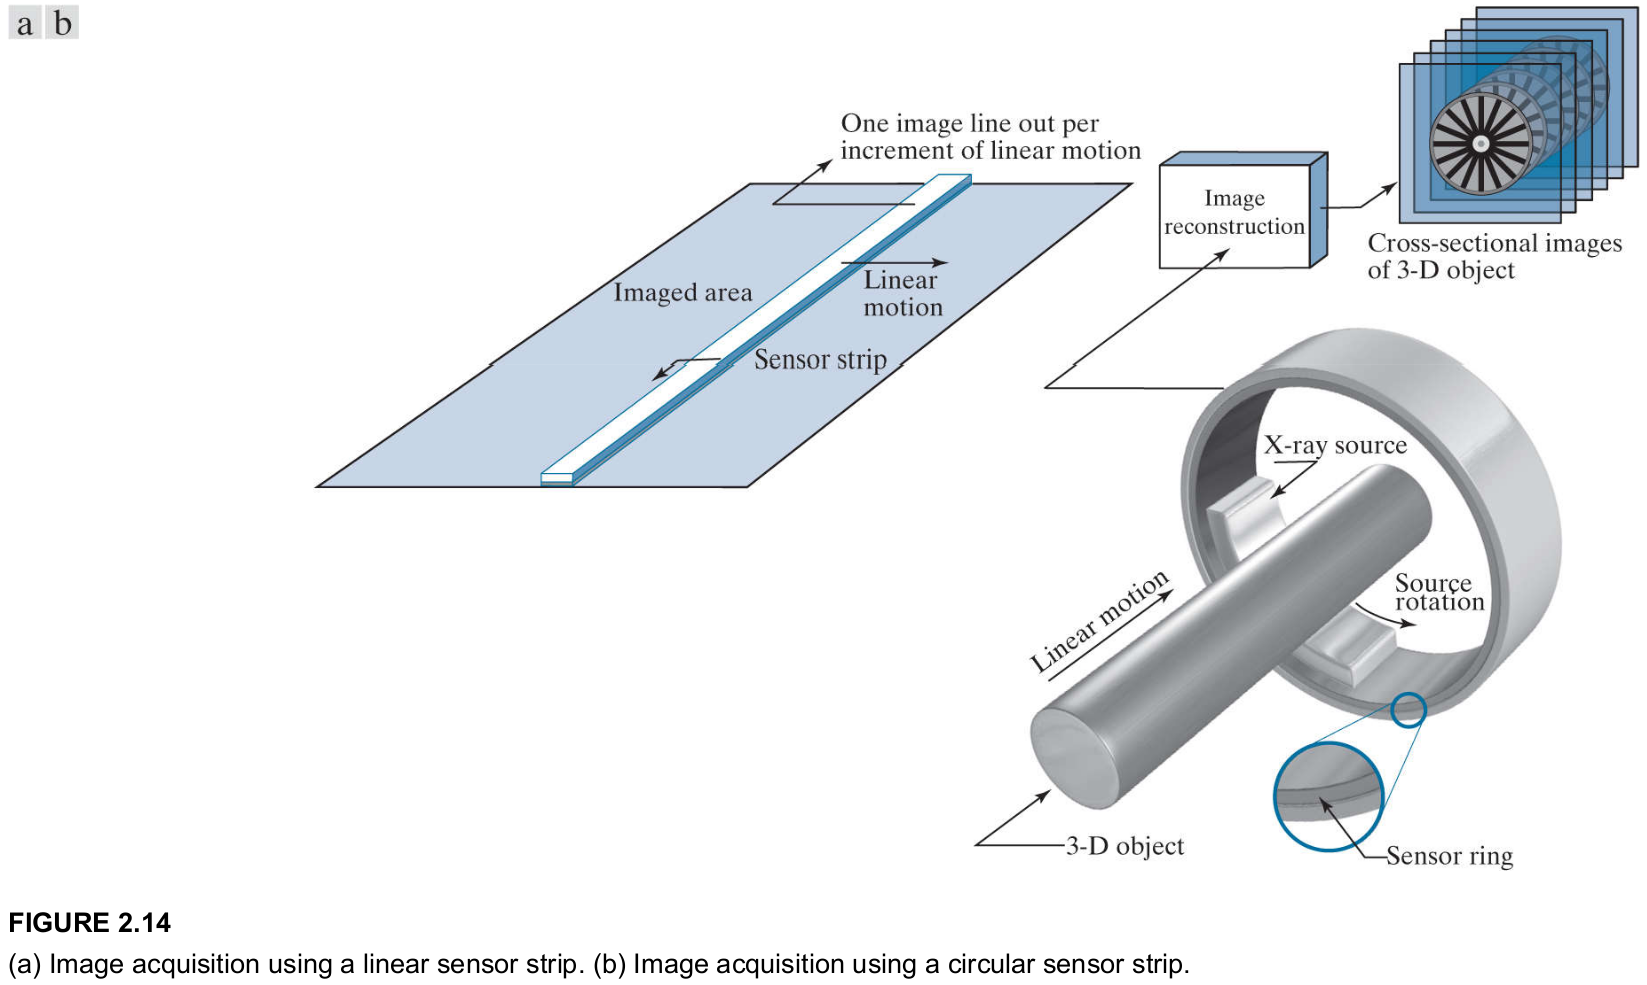 a b
One image line out per
increment of linear motion
Imaged area
Linear
motion
Sensor strip
Image
reconstruction
Cross-sectional images
of 3-D object
X-ray source
Source
rotation
Linear motion
3-D object
Sensor ring
FIGURE 2.14
(a) Image acquisition using a linear sensor strip. (b) Image acquisition using a circular sensor strip.